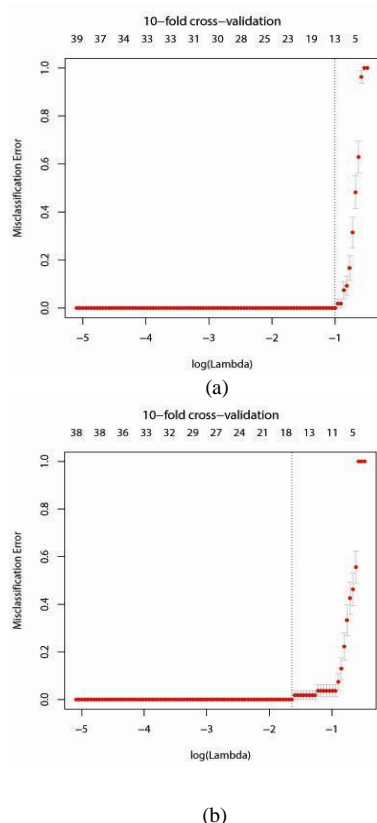 10−fold cross−validation
39 37 34 33 33 31 30 28 25 23 19 13 5
Misclassification Error
1.0
0.8
0.6
0.4
0.2
0.0
−5 −4 −3 −2 −1
log(Lambda)
(a)
10−fold cross−validation
38 38 36 33 32 29 27 24 21 18 13 11 5
Misclassification Error
1.0
0.8
0.6
0.4
0.2
0.0
−5 −4 −3 −2 −1
log(Lambda)
(b)